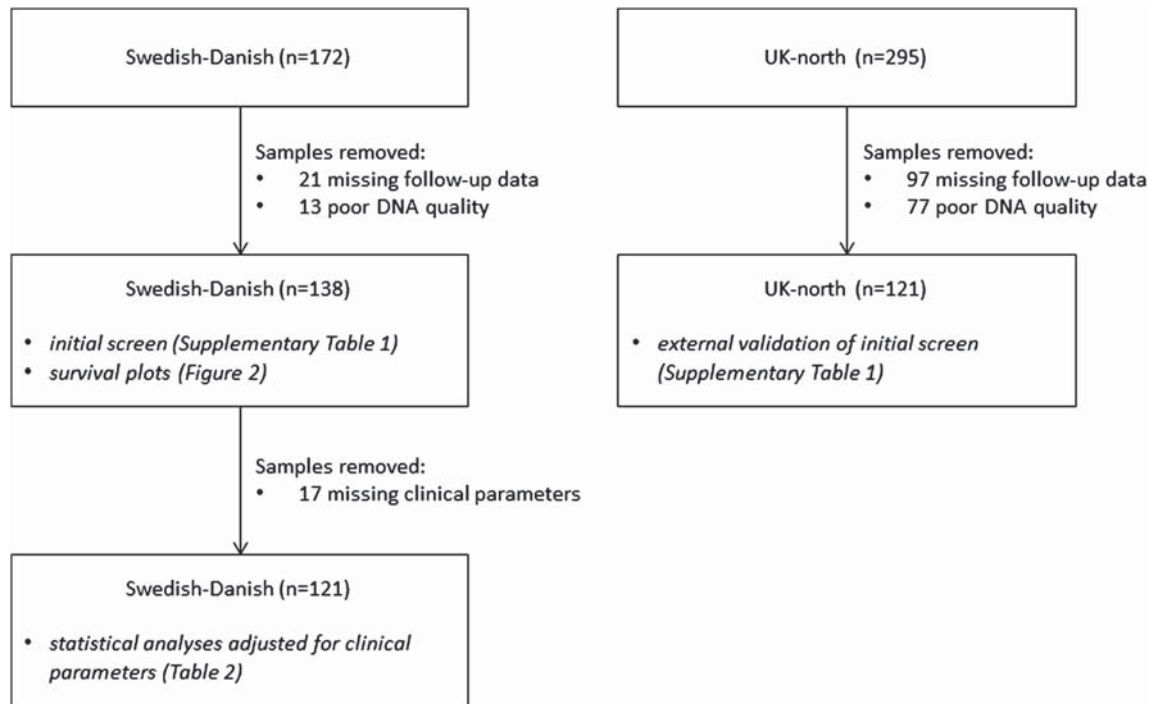 Swedish-Danish (n=172)
Samples removed:
• 21 missing follow-up data
• 13 poor DNA quality
Swedish-Danish (n=138)
• initial screen (Supplementary Table 1)
• survival plots (Figure 2)
Samples removed:
• 17 missing clinical parameters
Swedish-Danish (n=121)
• statistical analyses adjusted for clinical
parameters (Table 2)
UK-north (n=295)
Samples removed:
• 97 missing follow-up data
• 77 poor DNA quality
UK-north (n=121)
• external validation of initial screen
(Supplementary Table 1)